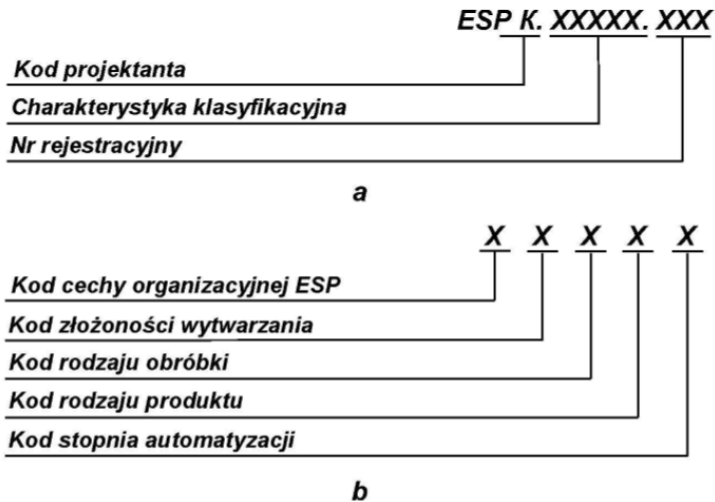 ESP K. XXXXX. XXX
Kod projektanta
Charakterystyka klasyfikacyjna
Nr rejestracyjny
a
X X X X X
Kod cechy organizacyjnej ESP
Kod złożoności wytwarzania
Kod rodzaju obróbki
Kod rodzaju produktu
Kod stopnia automatyzacji
b